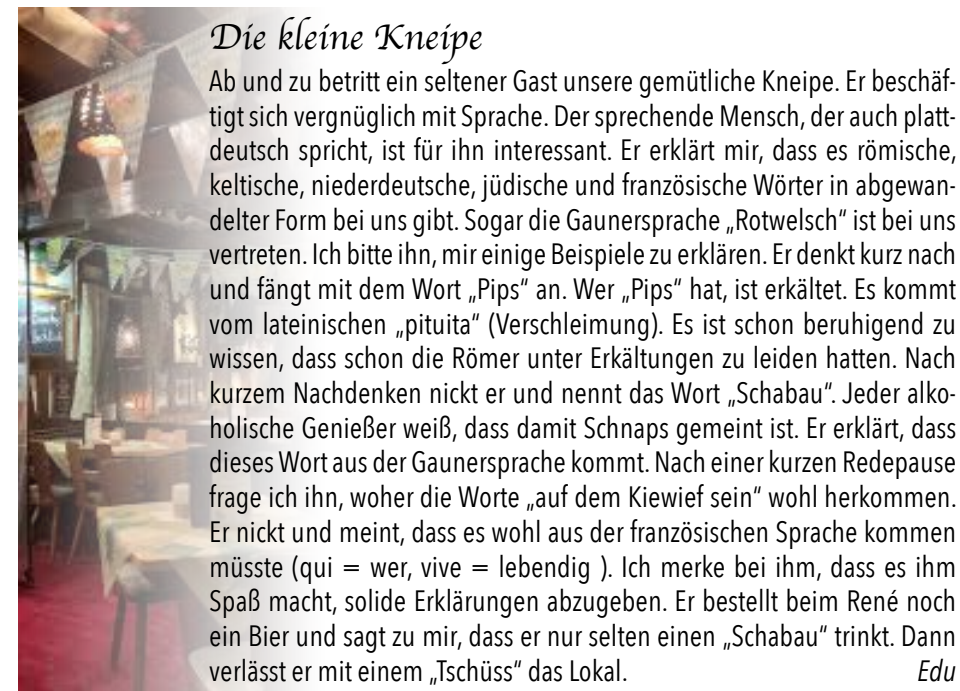 Die kleine Kneipe
Ab und zu betritt ein seltener Gast unsere gemütliche Kneipe. Er beschäf-
tigt sich vergnüglich mit Sprache. Der sprechende Mensch, der auch platt-
deutsch spricht, ist für ihn interessant. Er erklärt mir, dass es römische,
keltische, niederdeutsche, jüdische und französische Wörter in abgewan-
delter Form bei uns gibt. Sogar die Gaunersprache „Rotwelsch“ ist bei uns
vertreten. Ich bitte ihn, mir einige Beispiele zu erklären. Er denkt kurz nach
und fängt mit dem Wort „Pips“ an. Wer „Pips“ hat, ist erkältet. Es kommt
vom lateinischen „pituita“ (Verschleimung). Es ist schon beruhigend zu
wissen, dass schon die Römer unter Erkältungen zu leiden hatten. Nach
kurzem Nachdenken nickt er und nennt das Wort „Schabau“. Jeder alko-
holische Genießer weiß, dass damit Schnaps gemeint ist. Er erklärt, dass
dieses Wort aus der Gaunersprache kommt. Nach einer kurzen Redepause
frage ich ihn, woher die Worte „auf dem Kiewief sein“ wohl herkommen.
Er nickt und meint, dass es wohl aus der französischen Sprache kommen
müsste (qui = wer, vive = lebendig ). Ich merke bei ihm, dass es ihm
Spaß macht, solide Erklärungen abzugeben. Er bestellt beim René noch
ein Bier und sagt zu mir, dass er nur selten einen „Schabau“ trinkt. Dann
verlässt er mit einem „Tschüss“ das Lokal. Edu